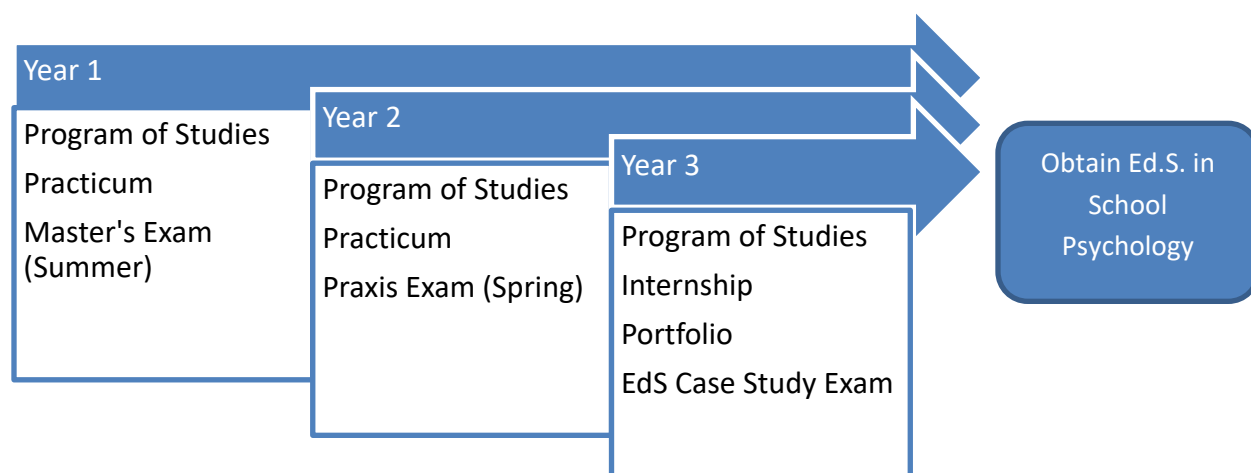 Year 1
Program of Studies
Practicum
Master's Exam
(Summer)
Year 2
Program of Studies
Practicum
Praxis Exam (Spring)
Year 3
Program of Studies
Internship
Portfolio
EdS Case Study Exam
Obtain Ed.S. in
School
Psychology